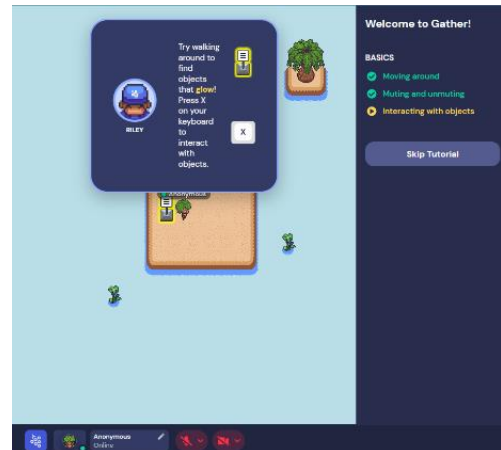 Try walking
around to
find
objects
that glow!
Press X
on your
keyboard
to
interact
with
objects.
RILEY
X
Anonymous
Welcome to Gather!
BASICS
Moving around
Muting and unmuting
Interacting with objects
Skip Tutorial
Anonymous
Online